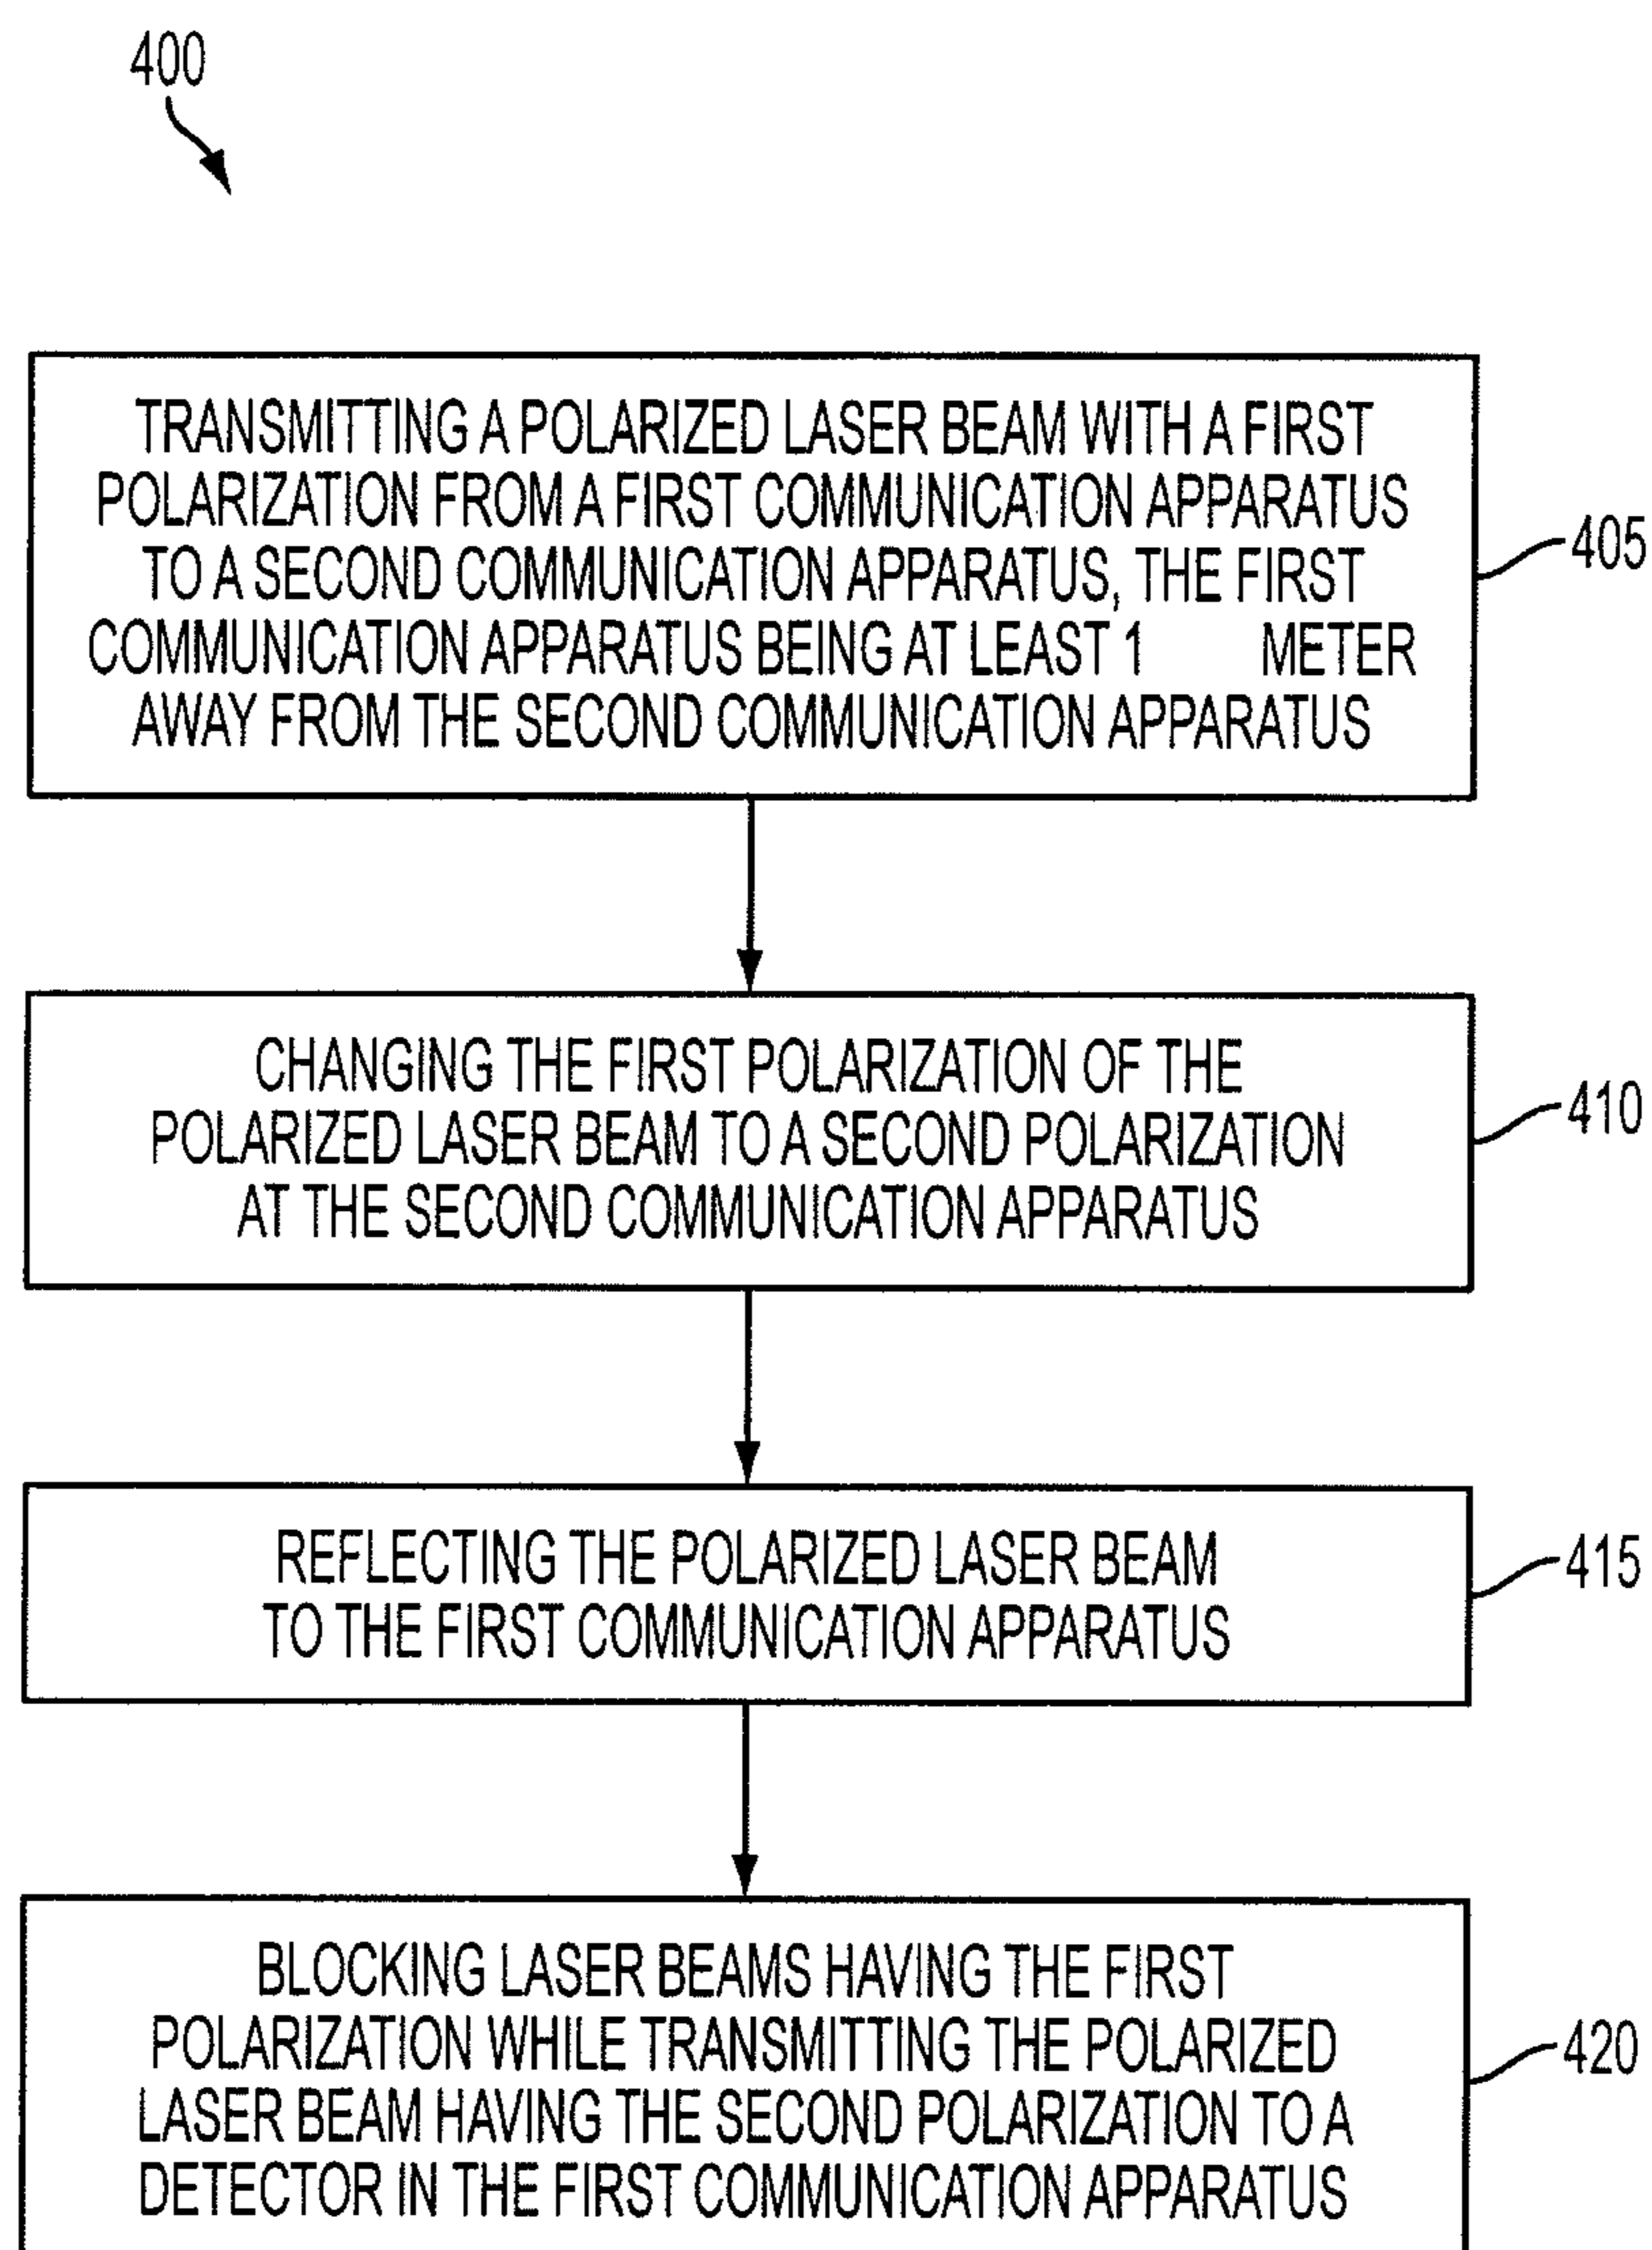 400
TRANSMITTING A POLARIZED LASER BEAM WITH A FIRST
POLARIZATION FROM A FIRST COMMUNICATION APPARATUS
TO A SECOND COMMUNICATION APPARATUS, THE FIRST
COMMUNICATION APPARATUS BEING AT LEAST 1 METER
AWAY FROM THE SECOND COMMUNICATION APPARATUS
405
CHANGING THE FIRST POLARIZATION OF THE
POLARIZED LASER BEAM TO A SECOND POLARIZATION
AT THE SECOND COMMUNICATION APPARATUS
410
REFLECTING THE POLARIZED LASER BEAM
TO THE FIRST COMMUNICATION APPARATUS
415
BLOCKING LASER BEAMS HAVING THE FIRST
POLARIZATION WHILE TRANSMITTING THE POLARIZED
LASER BEAM HAVING THE SECOND POLARIZATION TO A
DETECTOR IN THE FIRST COMMUNICATION APPARATUS
420